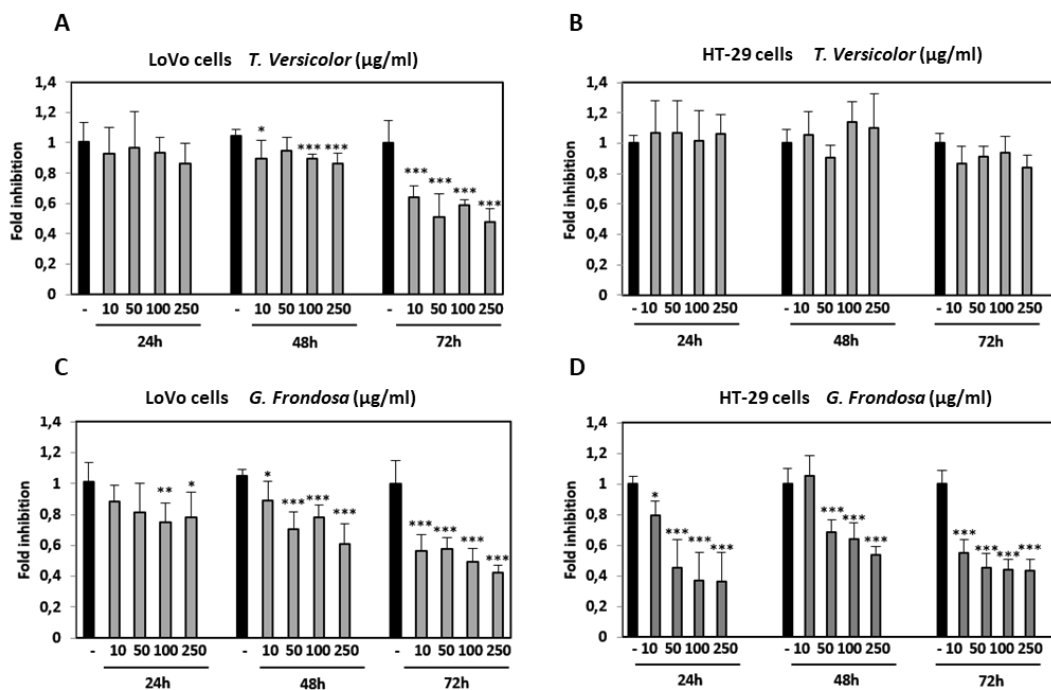 A
LoVo cells T. Versicolor (µg/ml)
Fold inhibition
1,4
1,2
1
0,8
0,6
0,4
0,2
0
* *** ***
*** *** *** ***
- 10 50 100 250 - 10 50 100 250 - 10 50 100 250
24h 48h 72h
B
HT-29 cells T. Versicolor (µg/ml)
Fold inhibition
1,4
1,2
1
0,8
0,6
0,4
0,2
0
- 10 50 100 250 - 10 50 100 250 - 10 50 100 250
24h 48h 72h
C
LoVo cells G. Frondosa (µg/ml)
Fold inhibition
1,4
1,2
1
0,8
0,6
0,4
0,2
0
** * * *** *** ***
*** *** *** ***
- 10 50 100 250 - 10 50 100 250 - 10 50 100 250
24h 48h 72h
D
HT-29 cells G. Frondosa (µg/ml)
Fold inhibition
1,4
1,2
1
0,8
0,6
0,4
0,2
0
* *** *** *** *** *** ***
*** *** *** ***
- 10 50 100 250 - 10 50 100 250 - 10 50 100 250
24h 48h 72h